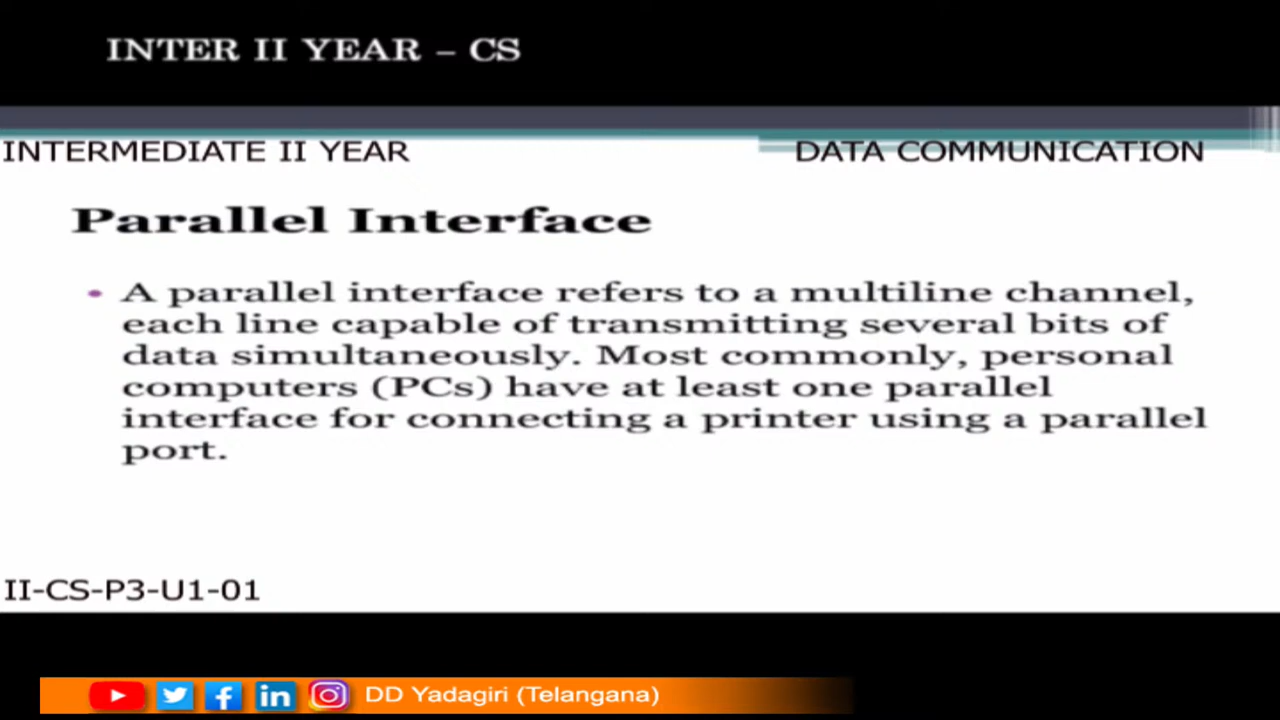 INTER II YEAR – CS
INTERMEDIATE II YEAR
DATA COMMUNICATION
Parallel Interface
• A parallel interface refers to a multiline channel,
each line capable of transmitting several bits of
data simultaneously. Most commonly, personal
computers (PCs) have at least one parallel
interface for connecting a printer using a parallel
port.
II-CS-P3-U1-01
DD Yadagiri (Telangana)